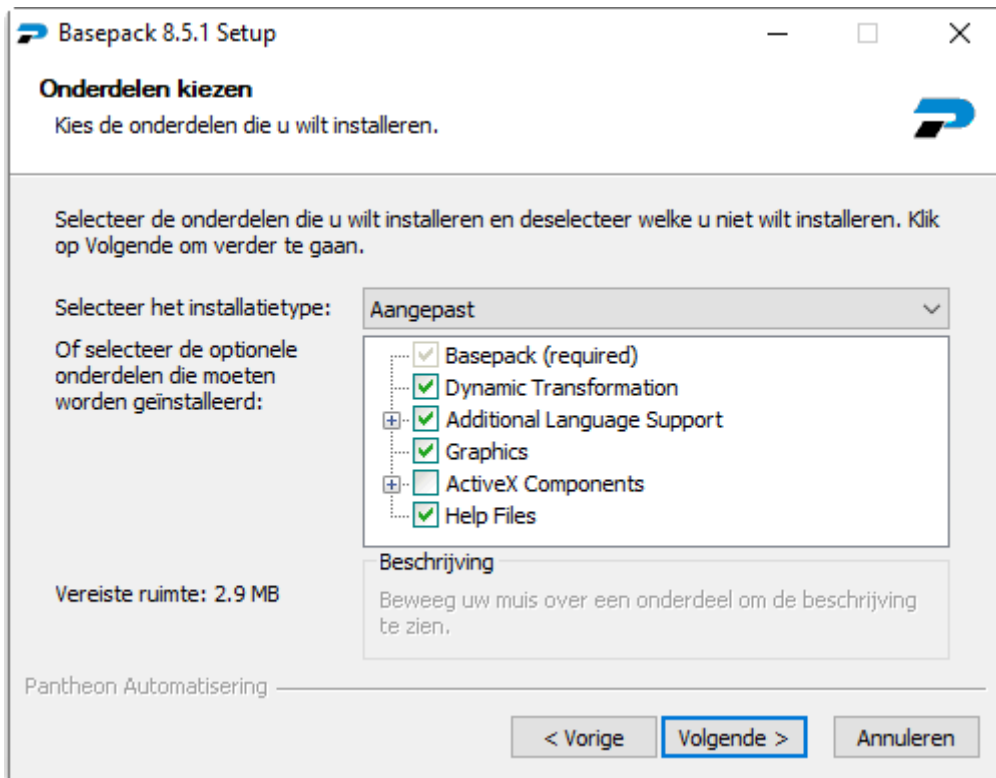 Basepack 8.5.1 Setup
Onderdelen kiezen
Kies de onderdelen die u wilt installeren.
Selecteer de onderdelen die u wilt installeren en deselecteer welke u niet wilt installeren. Klik
op Volgende om verder te gaan.
Selecteer het installatietype:
Aangepast
Of selecteer de optionele
onderdelen die moeten
worden geïnstalleerd:
Basepack (required)
Dynamic Transformation
Additional Language Support
Graphics
ActiveX Components
Help Files
Vereiste ruimte: 2.9 MB
Beschrijving
Beweeg uw muis over een onderdeel om de beschrijving
te zien.
Pantheon Automatisering
< Vorige
Volgende >
Annuleren